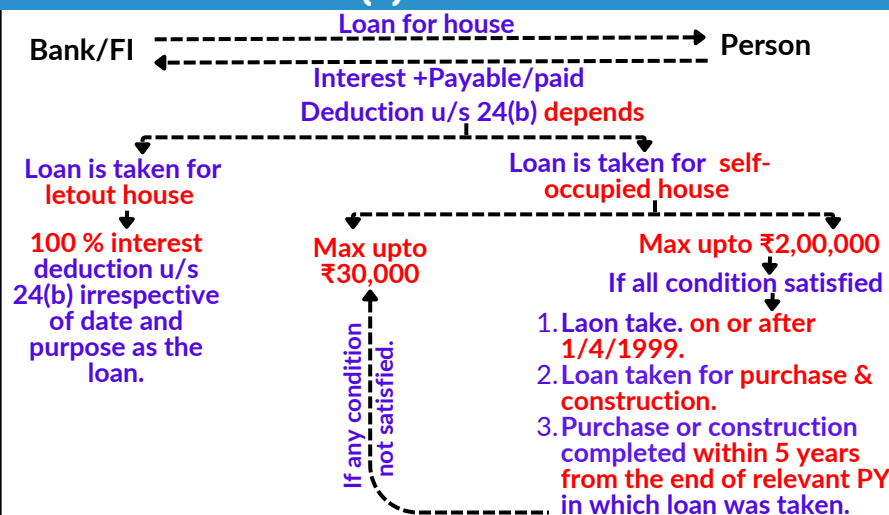 Loan for house
Bank/FI
Person
Interest +Payable/paid
Deduction u/s 24(b) depends
Loan is taken for
letout house
100 % interest
deduction u/s
24(b) irrespective
of date and
purpose as the
loan.
Loan is taken for self-
occupied house
Max upto
₹30,000
If any condition
not satisfied.
Max upto ₹2,00,000
If all condition satisfied
1. Laon take. on or after
1/4/1999.
2. Loan taken for purchase &
construction.
3. Purchase or construction
completed within 5 years
from the end of relevant PY
in which loan was taken.